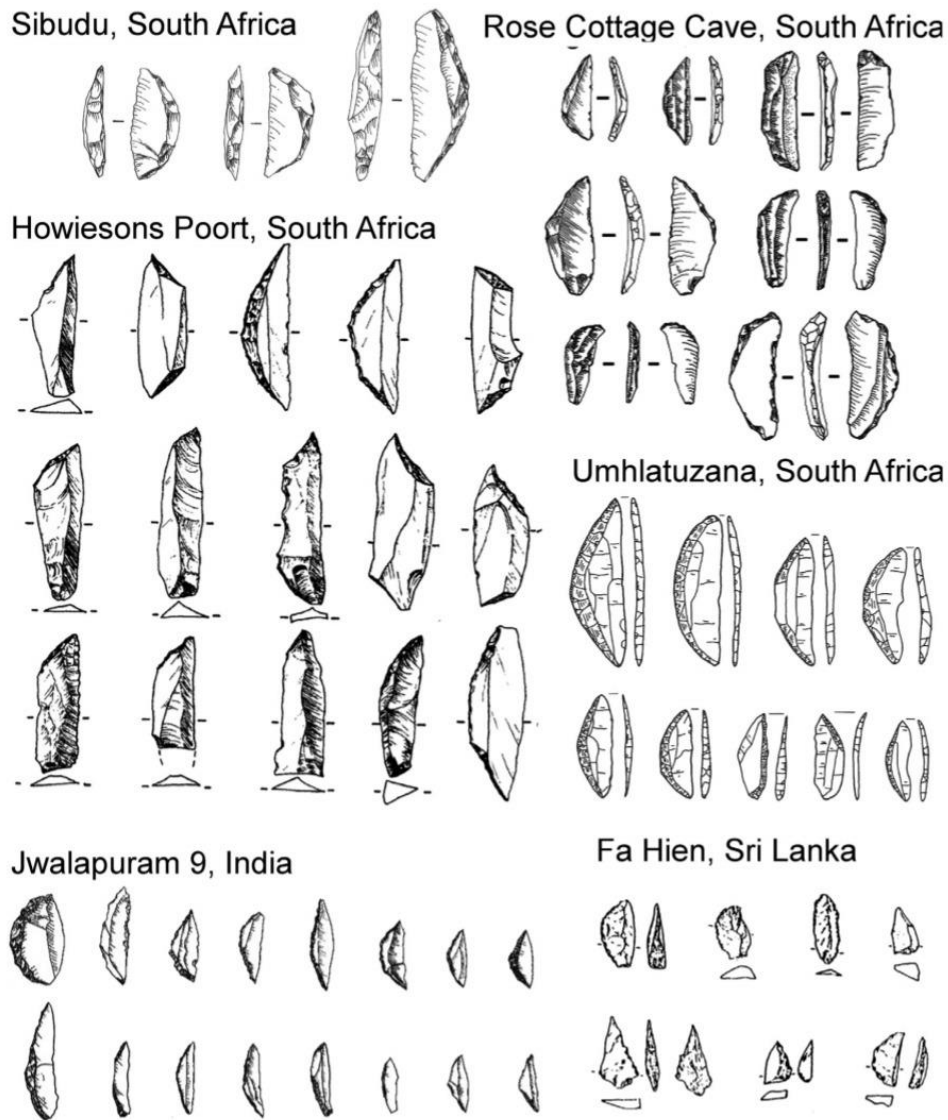 Sibudu, South Africa
Rose Cottage Cave, South Africa
Howiesons Poort, South Africa
Umhlatuzana, South Africa
Jwalapuram 9, India
Fa Hien, Sri Lanka